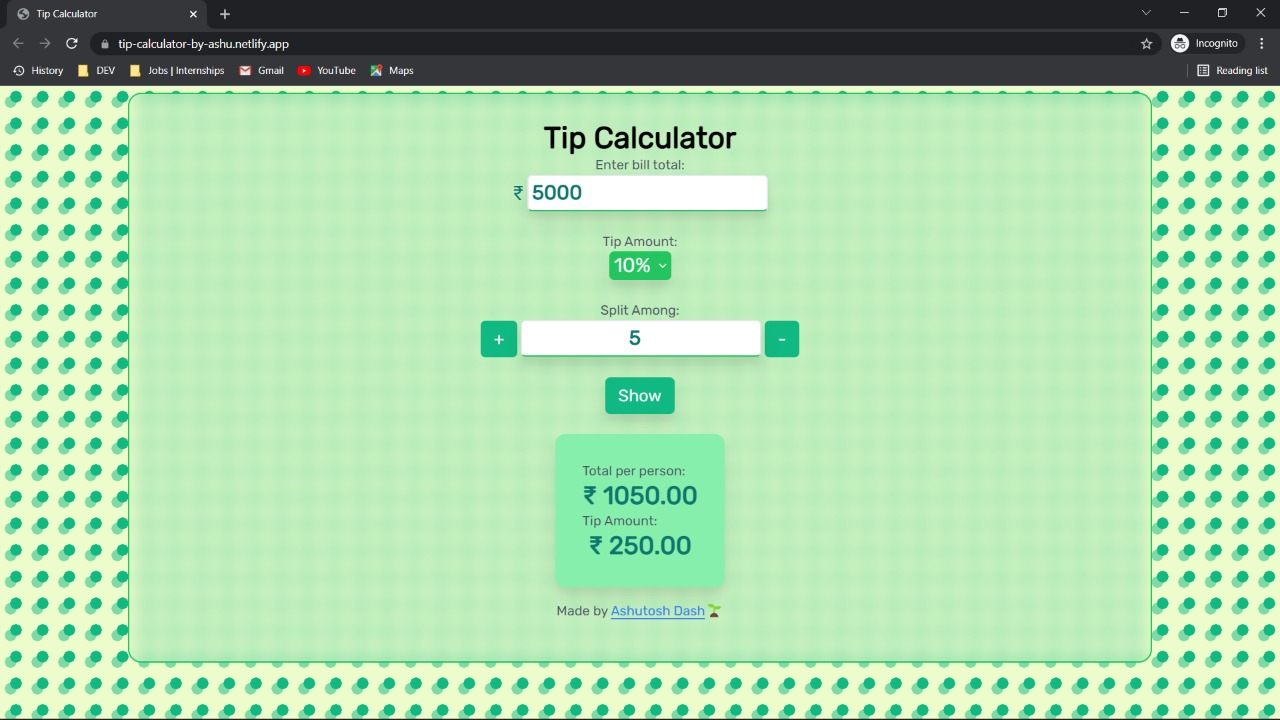 Tip Calculator
tip-calculator-by-ashu.netlify.app
Incognito
History DEV Jobs | Internships Gmail YouTube Maps Reading list
Tip Calculator
Enter bill total:
₹ 5000
Tip Amount:
10%
Split Among:
+ 5 -
Show
Total per person:
₹ 1050.00
Tip Amount:
₹ 250.00
Made by Ashutosh Dash